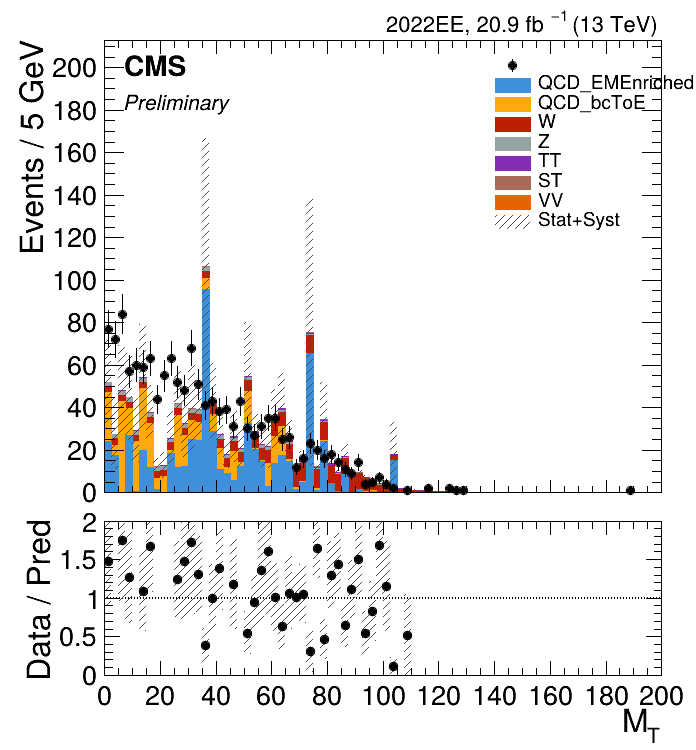 2022EE, 20.9 fb⁻¹ (13 TeV)
Events / 5 GeV
CMS
Preliminary
QCD_EMEnriched
QCD_bcToE
W
Z
TT
ST
VV
Stat+Syst
200
180
160
140
120
100
80
60
40
20
0
Data / Pred
2
1.5
1
0.5
0
0 20 40 60 80 100 120 140 160 180 200
M_T